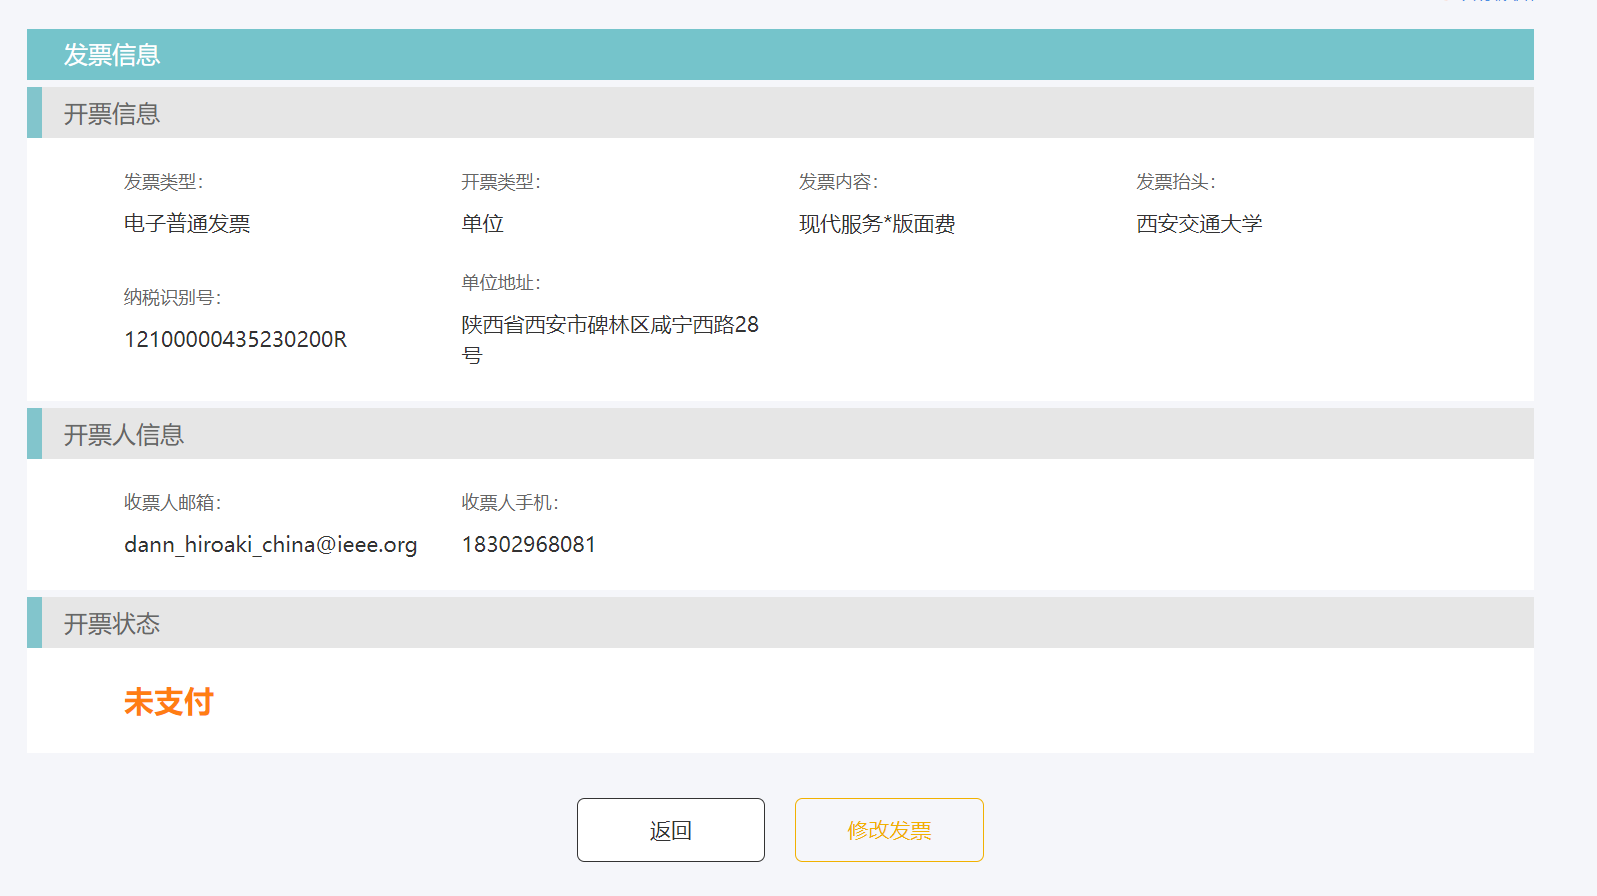 发票信息
开票信息
发票类型：
开票类型：
发票内容：
发票抬头：
电子普通发票
单位
现代服务*版面费
西安交通大学
纳税识别号：
单位地址：
12100000435230200R
陕西省西安市碑林区咸宁西路28
号
开票人信息
收票人邮箱：
收票人手机：
dann_hiroaki_china@ieee.org
18302968081
开票状态
未支付
返回
修改发票